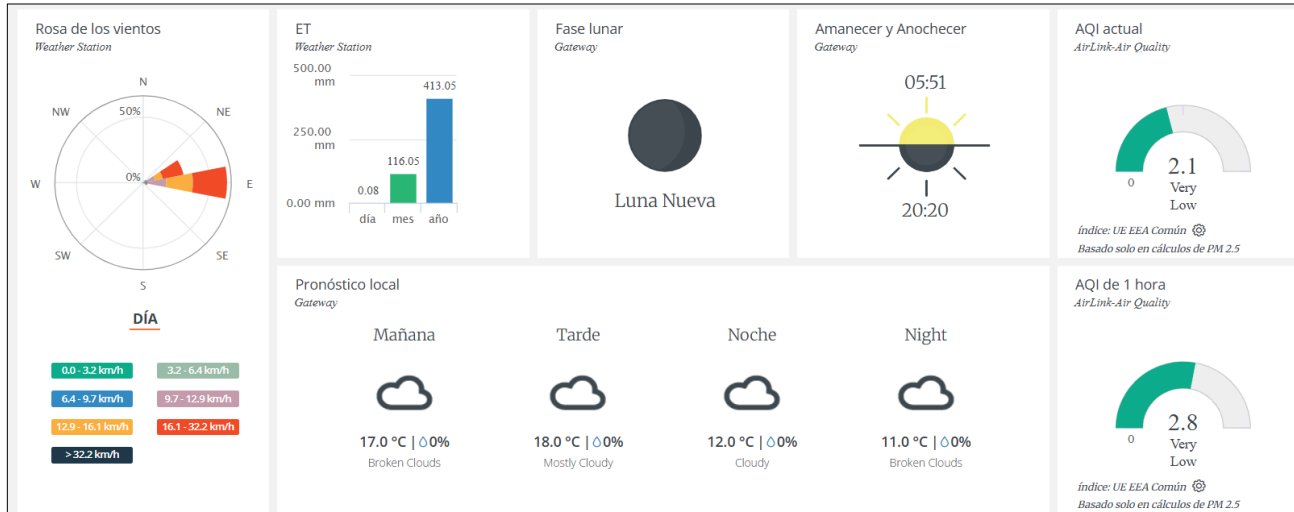 Rosa de los vientos
Weather Station
N
NW
50%
NE
W
0%
E
SW
SE
S
DÍA
0.0 - 3.2 km/h
3.2 - 6.4 km/h
6.4 - 9.7 km/h
9.7 - 12.9 km/h
12.9 - 16.1 km/h
16.1 - 32.2 km/h
> 32.2 km/h
ET
Weather Station
500.00
mm
413.05
250.00
mm
116.05
0.08
0.00 mm
día mes año
Fase lunar
Gateway
Luna Nueva
Amanecer y Anochecer
Gateway
05:51
20:20
AQI actual
AirLink-Air Quality
0
2.1
Very
Low
índice: UE EEA Común
Basado solo en cálculos de PM 2.5
Pronóstico local
Gateway
Mañana
Tarde
Noche
Night
17.0 °C | 0%
18.0 °C | 0%
12.0 °C | 0%
11.0 °C | 0%
Broken Clouds
Mostly Cloudy
Cloudy
Broken Clouds
AQI de 1 hora
AirLink-Air Quality
0
2.8
Very
Low
índice: UE EEA Común
Basado solo en cálculos de PM 2.5